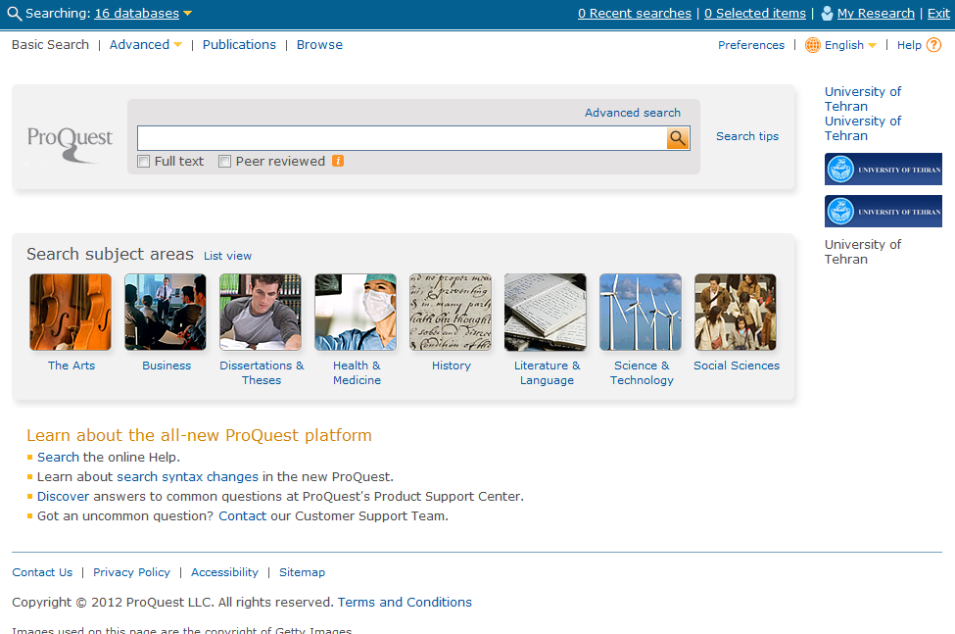 Searching: 16 databases
0 Recent searches | 0 Selected items | My Research | Exit
Basic Search | Advanced | Publications | Browse
Preferences | English | Help ?
Advanced search
ProQuest
Search tips
Full text Peer reviewed i
University of
Tehran
University of
Tehran
UNIVERSITY OF TEHRAN
UNIVERSITY OF TEHRAN
University of
Tehran
Search subject areas List view
The Arts
Business
Dissertations &
Theses
Health &
Medicine
History
Literature &
Language
Science &
Technology
Social Sciences
Learn about the all-new ProQuest platform
Search the online Help.
Learn about search syntax changes in the new ProQuest.
Discover answers to common questions at ProQuest's Product Support Center.
Got an uncommon question? Contact our Customer Support Team.
Contact Us | Privacy Policy | Accessibility | Sitemap
Copyright © 2012 ProQuest LLC. All rights reserved. Terms and Conditions
Images used on this page are the copyright of Getty Images.